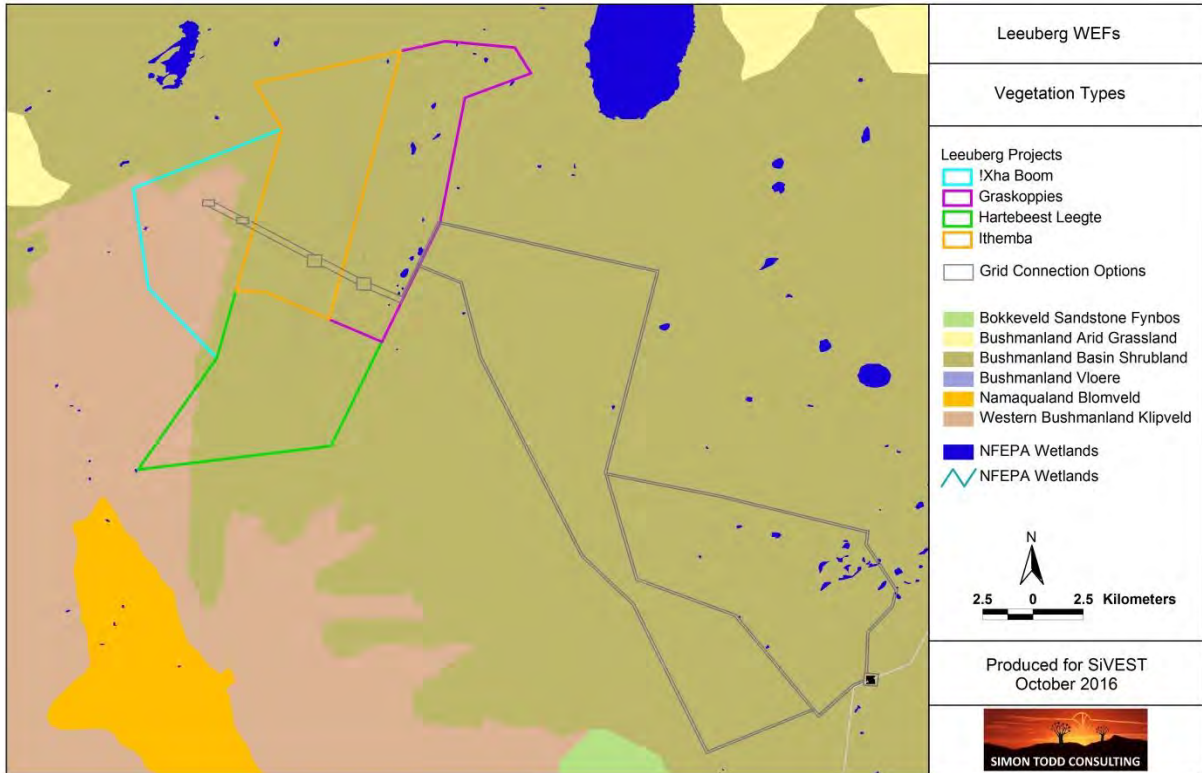 Leeuberg WEFs
Vegetation Types
Leeuberg Projects
!Xha Boom
Graskoppies
Hartebeest Leegte
Ithemba
Grid Connection Options
Bokkeveld Sandstone Fynbos
Bushmanland Arid Grassland
Bushmanland Basin Shrubland
Bushmanland Vloere
Namaqualand Blomveld
Western Bushmanland Klipveld
NFEPA Wetlands
NFEPA Wetlands
N
2.5 0 2.5 Kilometers
Produced for SiVEST
October 2016
SIMON TODD CONSULTING